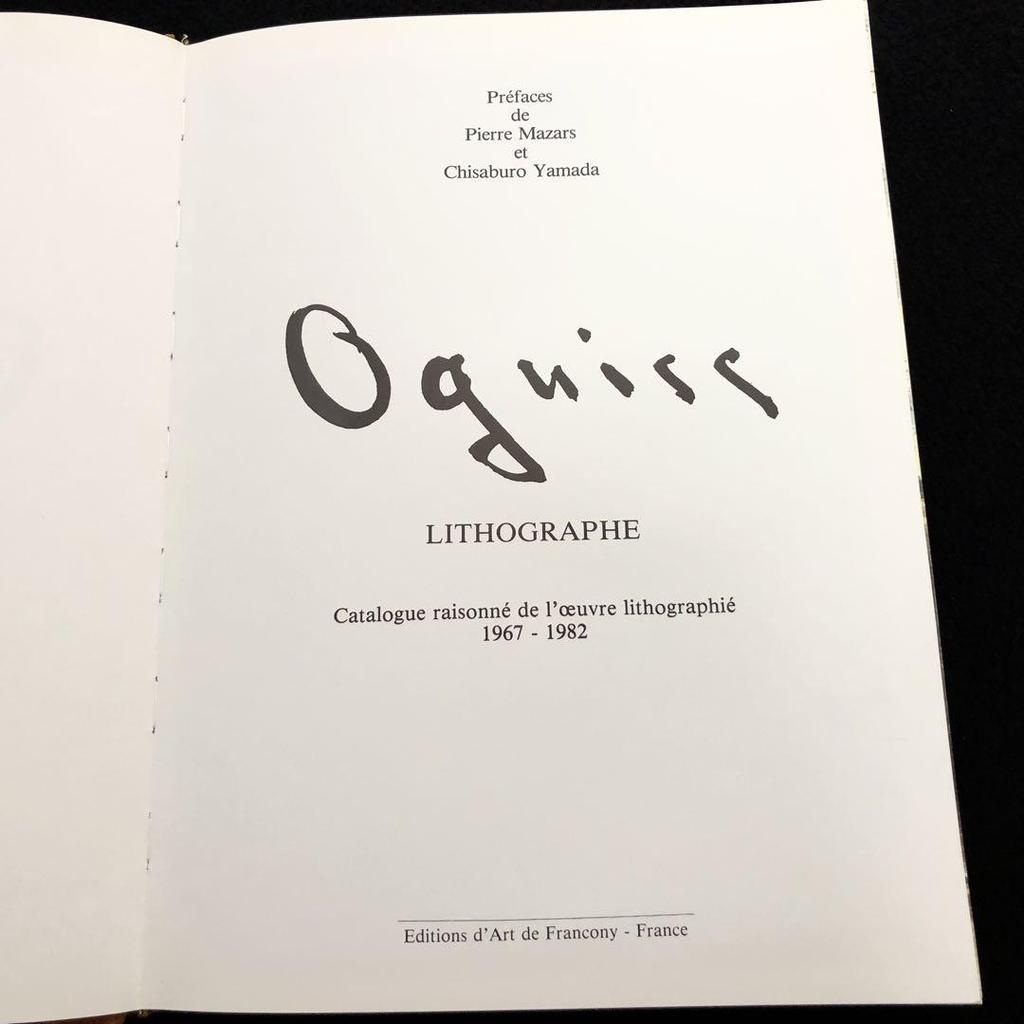 Préfaces
de
Pierre Mazars
et
Chisaburo Yamada
Oguiss
LITHOGRAPHE
Catalogue raisonné de l'œuvre lithographié
1967 - 1982
Editions d'Art de Francony - France